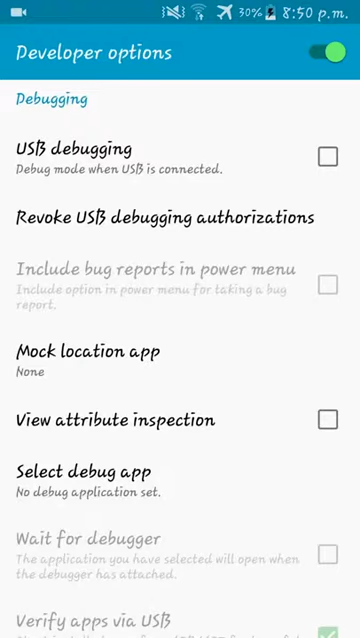 30% 8:50 p.m.
Developer options
Debugging
USB debugging
Debug mode when USB is connected.
Revoke USB debugging authorizations
Include bug reports in power menu
Include option in power menu for taking a bug
report.
Mock location app
None
View attribute inspection
Select debug app
No debug application set.
Wait for debugger
The application you have selected will open when
the debugger has attached.
Verify apps via USB